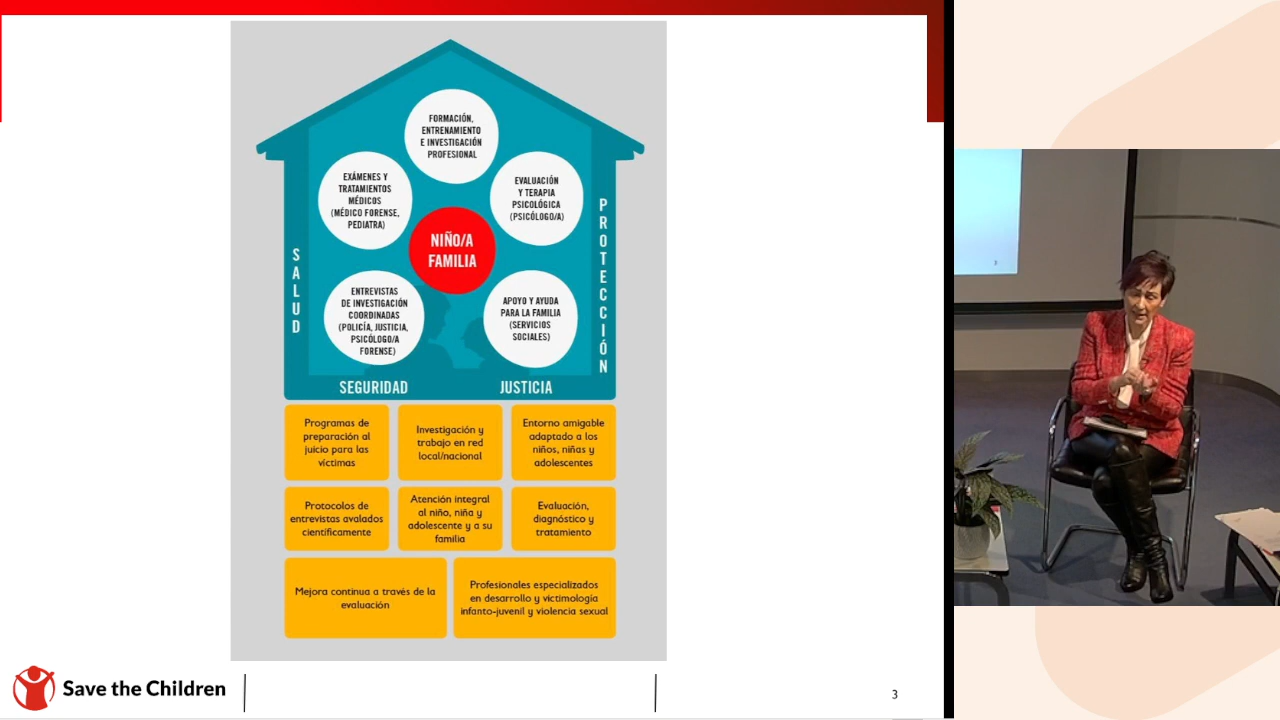 FORMACIÓN,
ENTRENAMIENTO
E INVESTIGACIÓN
PROFESIONAL
EXÁMENES Y
TRATAMIENTOS
MÉDICOS
(MÉDICO FORENSE,
PEDIATRA)
EVALUACIÓN
Y TERAPIA
PSICOLÓGICA
(PSICÓLOGO/A)
NIÑO/A
FAMILIA
ENTREVISTAS
DE INVESTIGACIÓN
COORDINADAS
(POLICÍA, JUSTICIA,
PSICÓLOGO/A
FORENSE)
APOYO Y AYUDA
PARA LA FAMILIA
(SERVICIOS
SOCIALES)
SALUD
PROTECCIÓN
SEGURIDAD
JUSTICIA
Programas de
preparación al
juicio para las
víctimas
Investigación y
trabajo en red
local/nacional
Entorno amigable
adaptado a los
niños, niñas y
adolescentes
Protocolos de
entrevistas avalados
científicamente
Atención integral
al niño, niña y
adolescente y a su
familia
Evaluación,
diagnóstico y
tratamiento
Mejora continua a través de la
evaluación
Profesionales especializados
en desarrollo y victimología
infanto-juvenil y violencia sexual
Save the Children
3
3